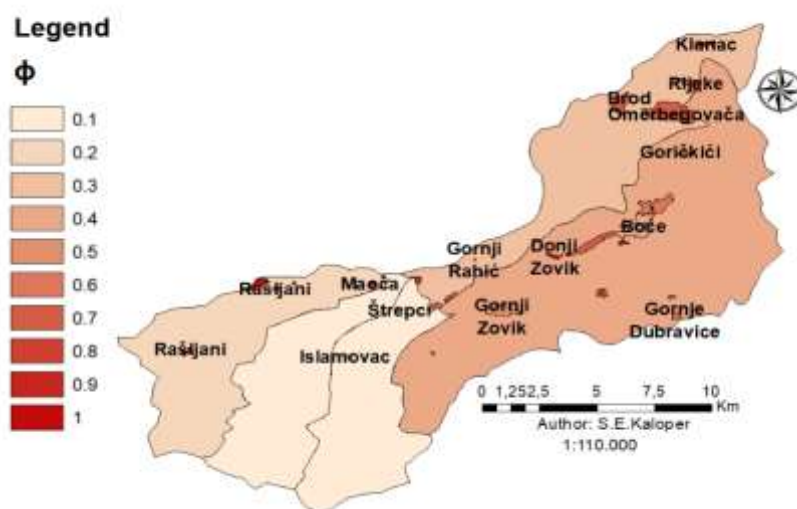 Legend
Φ
0.1
0.2
0.3
0.4
0.5
0.6
0.7
0.8
0.9
1
Klanac
Rijeke
Brod
Omerbegovača
Goričkići
Boće
Gornji
Rahić
Donji
Zovik
Rašljani
Maoča
Štrepci
Gornji
Zovik
Gornje
Dubravice
Rašljani
Islamovac
0 1,252,5 5 7,5 10
Km
Author: S.E.Kaloper
1:110.000